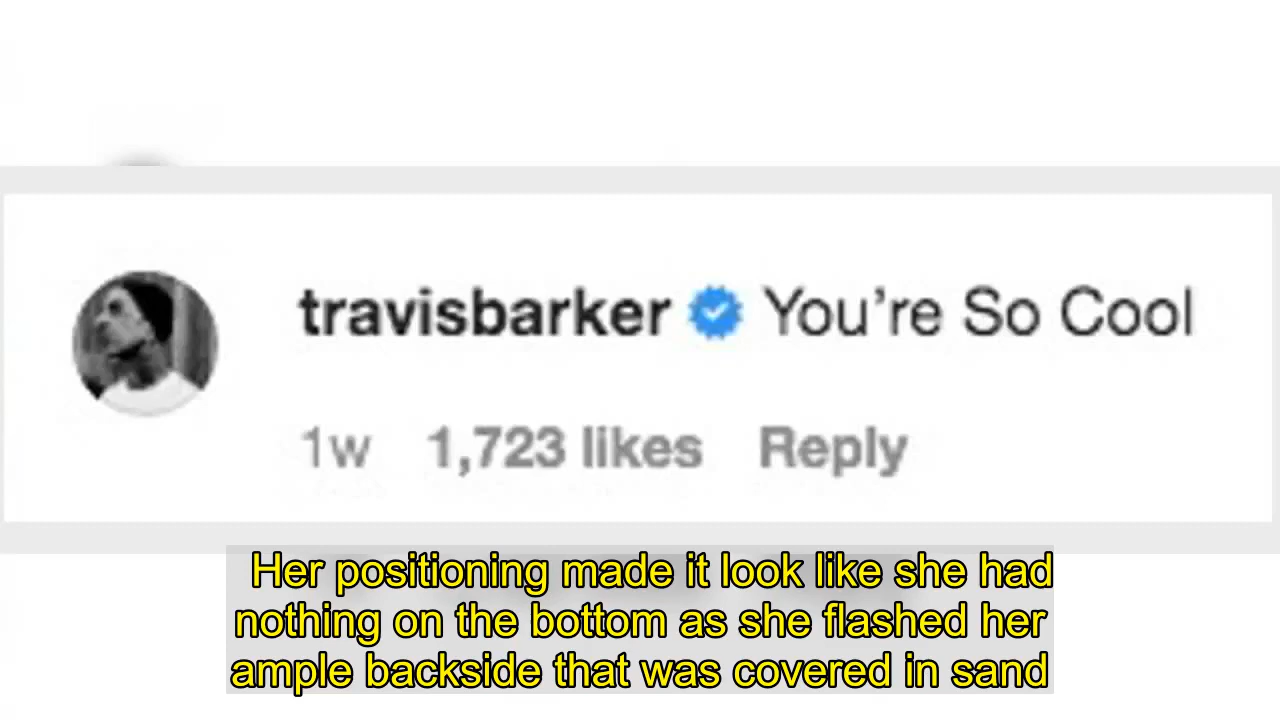 travisbarker You’re So Cool
1w 1,723 likes Reply
Her positioning made it look like she had
nothing on the bottom as she flashed her
ample backside that was covered in sand